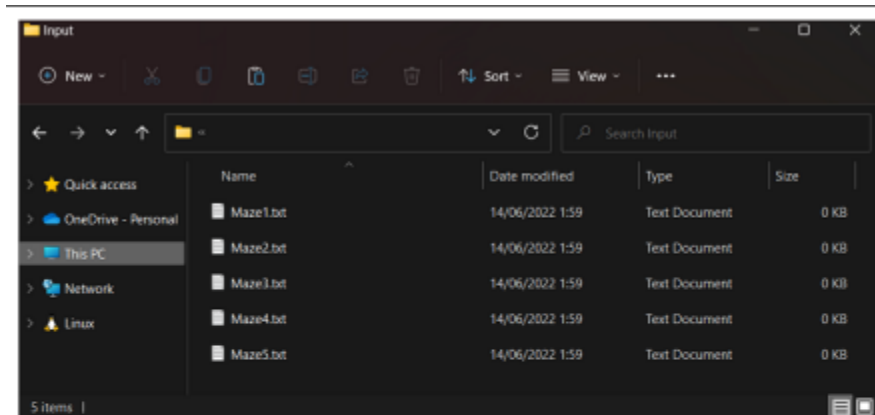 Input
New
Sort
View
«
Search Input
Name
Date modified
Type
Size
Quick access
OneDrive - Personal
This PC
Network
Linux
Maze1.txt 14/06/2022 1:59 Text Document 0 KB
Maze2.txt 14/06/2022 1:59 Text Document 0 KB
Maze3.txt 14/06/2022 1:59 Text Document 0 KB
Maze4.txt 14/06/2022 1:59 Text Document 0 KB
Maze5.txt 14/06/2022 1:59 Text Document 0 KB
5 items